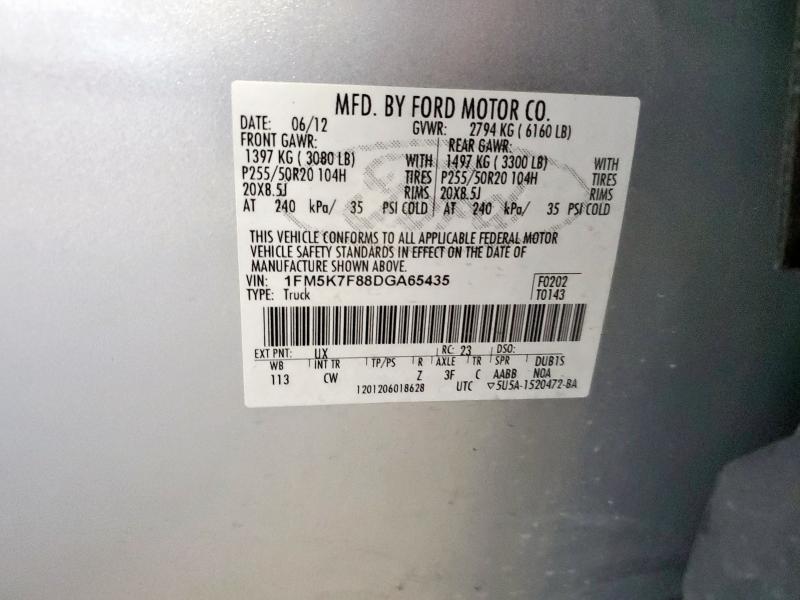 MFD. BY FORD MOTOR CO.
DATE: 06/12 GVWR: 2794 KG ( 6160 LB)
FRONT GAWR: REAR GAWR:
1397 KG ( 3080 LB) WITH 1497 KG ( 3300 LB) WITH
P255/50R20 104H TIRES P255/50R20 104H TIRES
20X8.5J RIMS 20X8.5J RIMS
AT 240 kPa/ 35 PSI COLD AT 240 kPa/ 35 PSI COLD
THIS VEHICLE CONFORMS TO ALL APPLICABLE FEDERAL MOTOR
VEHICLE SAFETY STANDARDS IN EFFECT ON THE DATE OF
MANUFACTURE SHOWN ABOVE.
VIN: 1FM5K7F88DGA65435 F0202
TYPE: Truck T0143
EXT PNT: UX RC: 23 DSO:
WB INT TR TP/PS R AXLE TR SPR DUB1S
113 CW Z 3F C AABB NOA
1201206018628 UTC ▽5U5A-1520472-BA